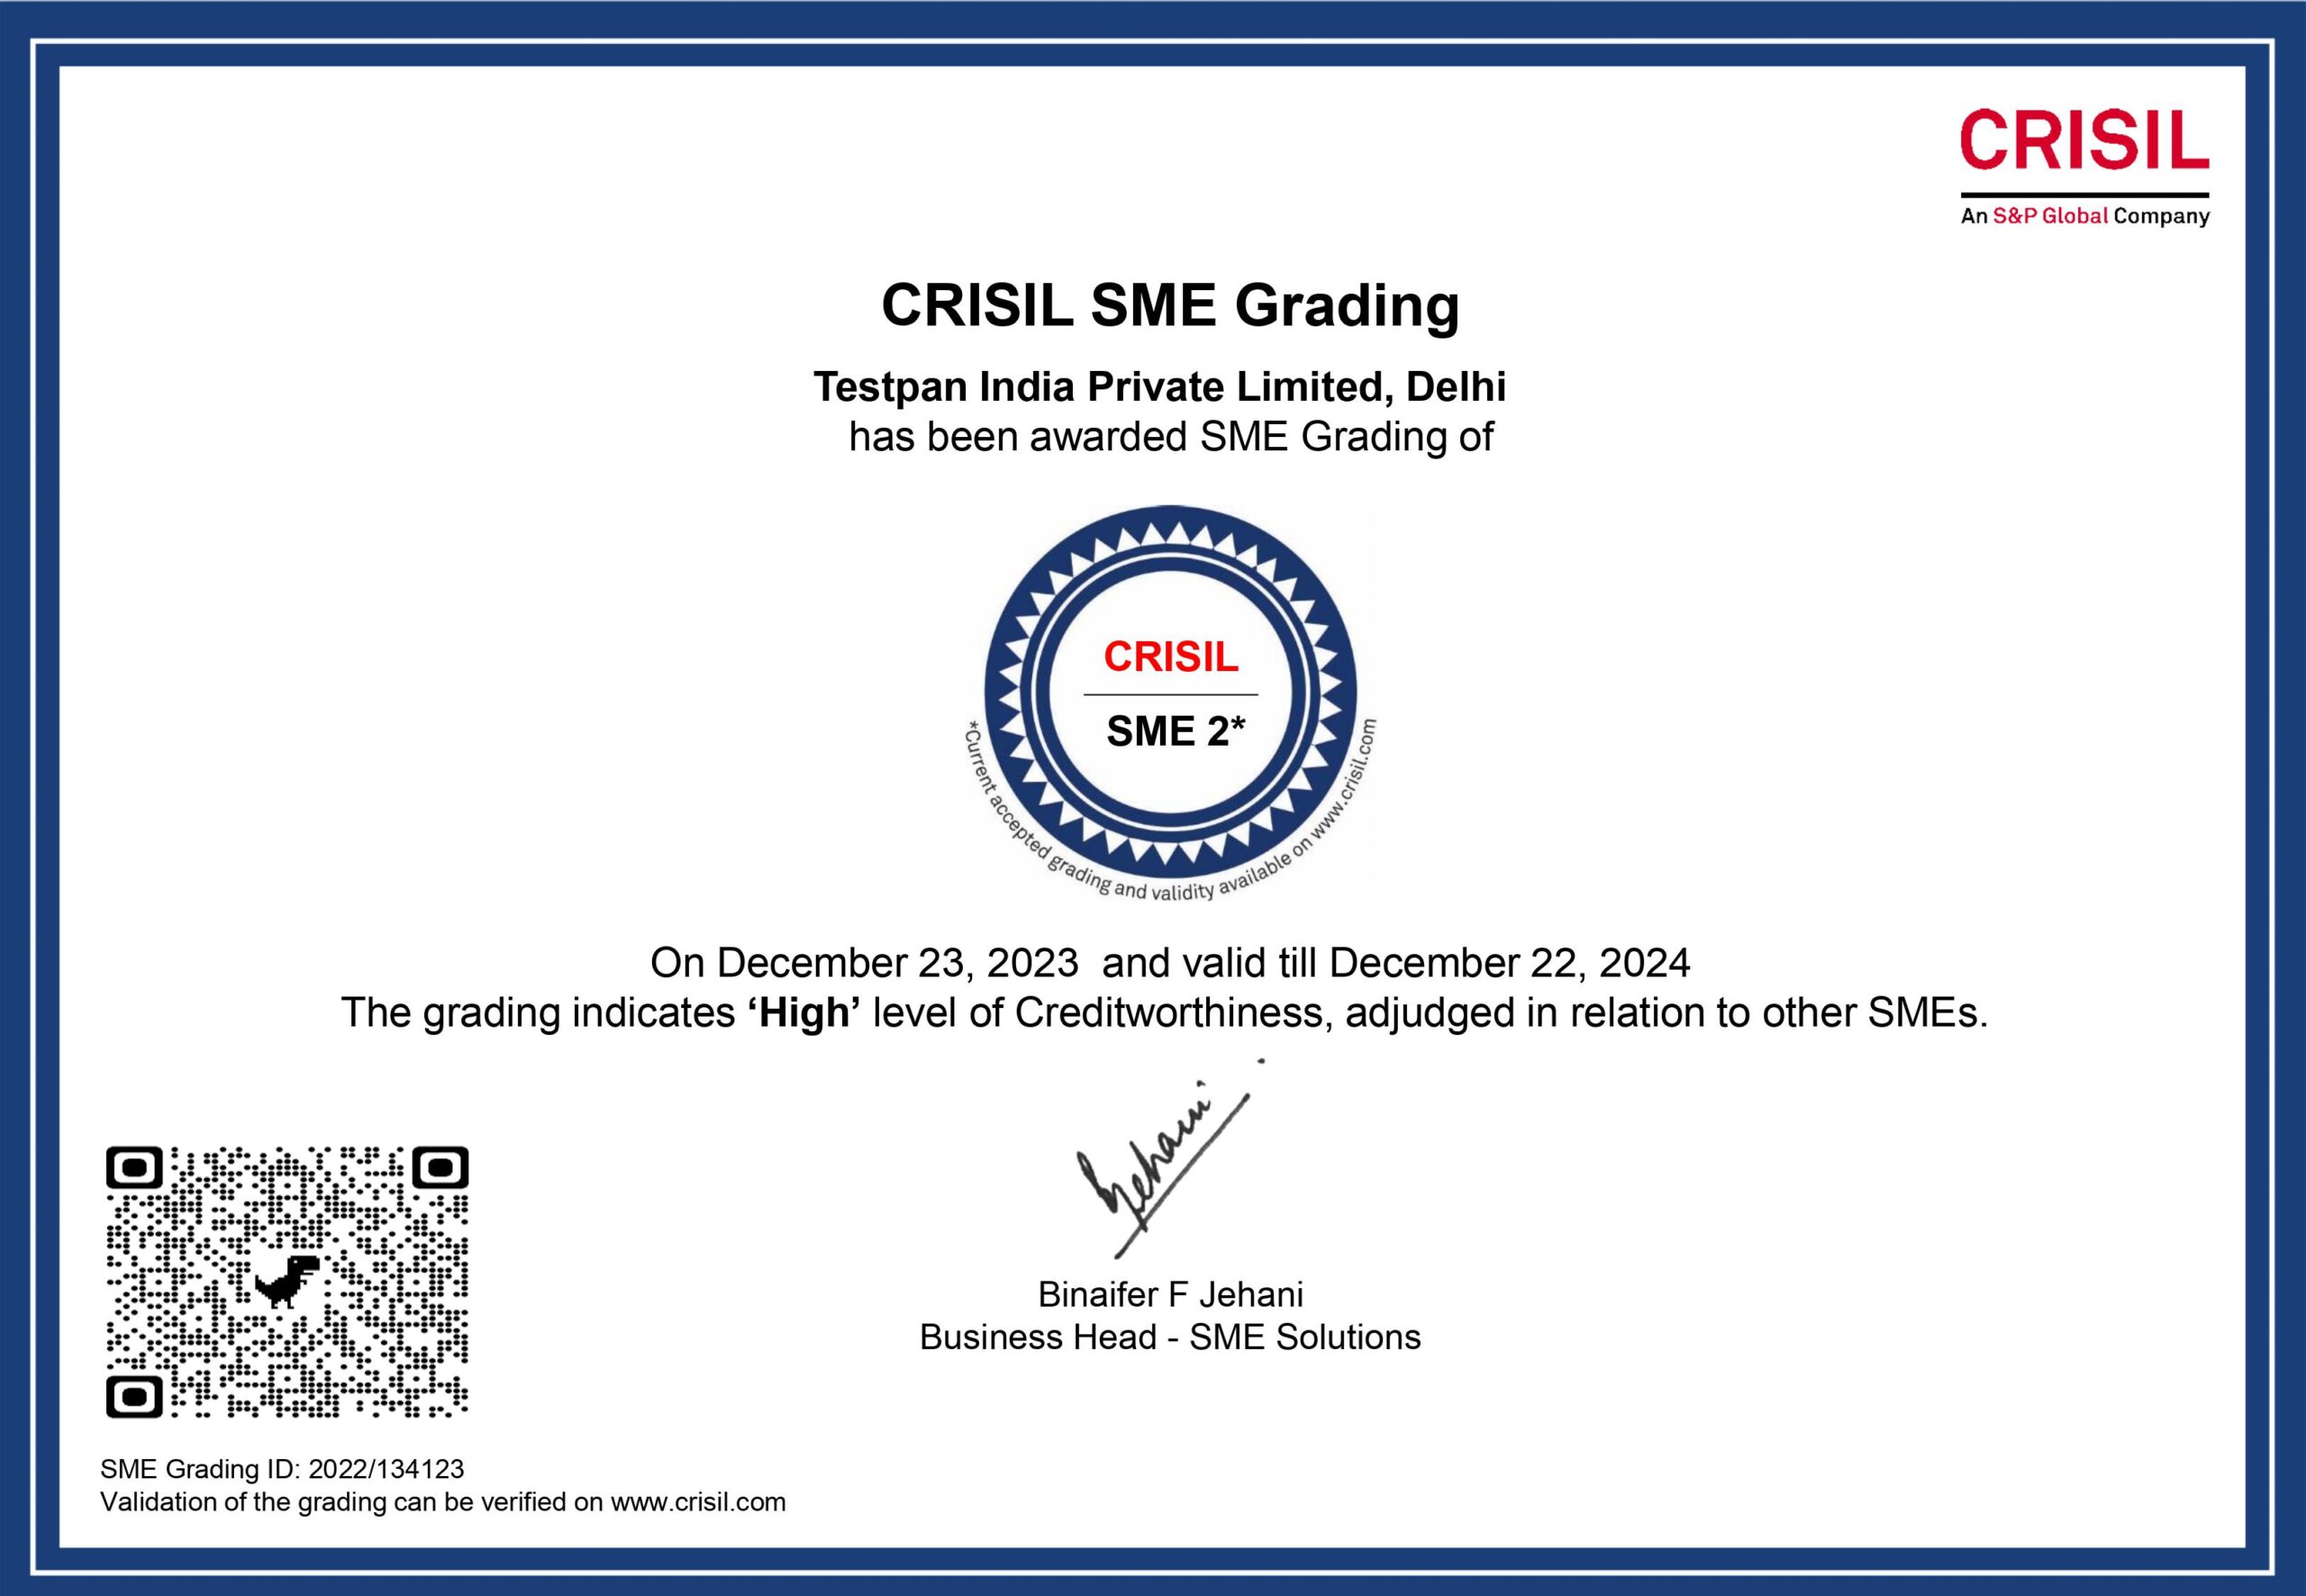 CRISIL
An S&P Global Company
CRISIL SME Grading
Testpan India Private Limited, Delhi
has been awarded SME Grading of
CRISIL
SME 2*
*Current accepted grading and validity available on www.crisil.com
On December 23, 2023  and valid till December 22, 2024
The grading indicates ‘High’ level of Creditworthiness, adjudged in relation to other SMEs.
Jehani
Binaifer F Jehani
Business Head - SME Solutions
SME Grading ID: 2022/134123
Validation of the grading can be verified on www.crisil.com